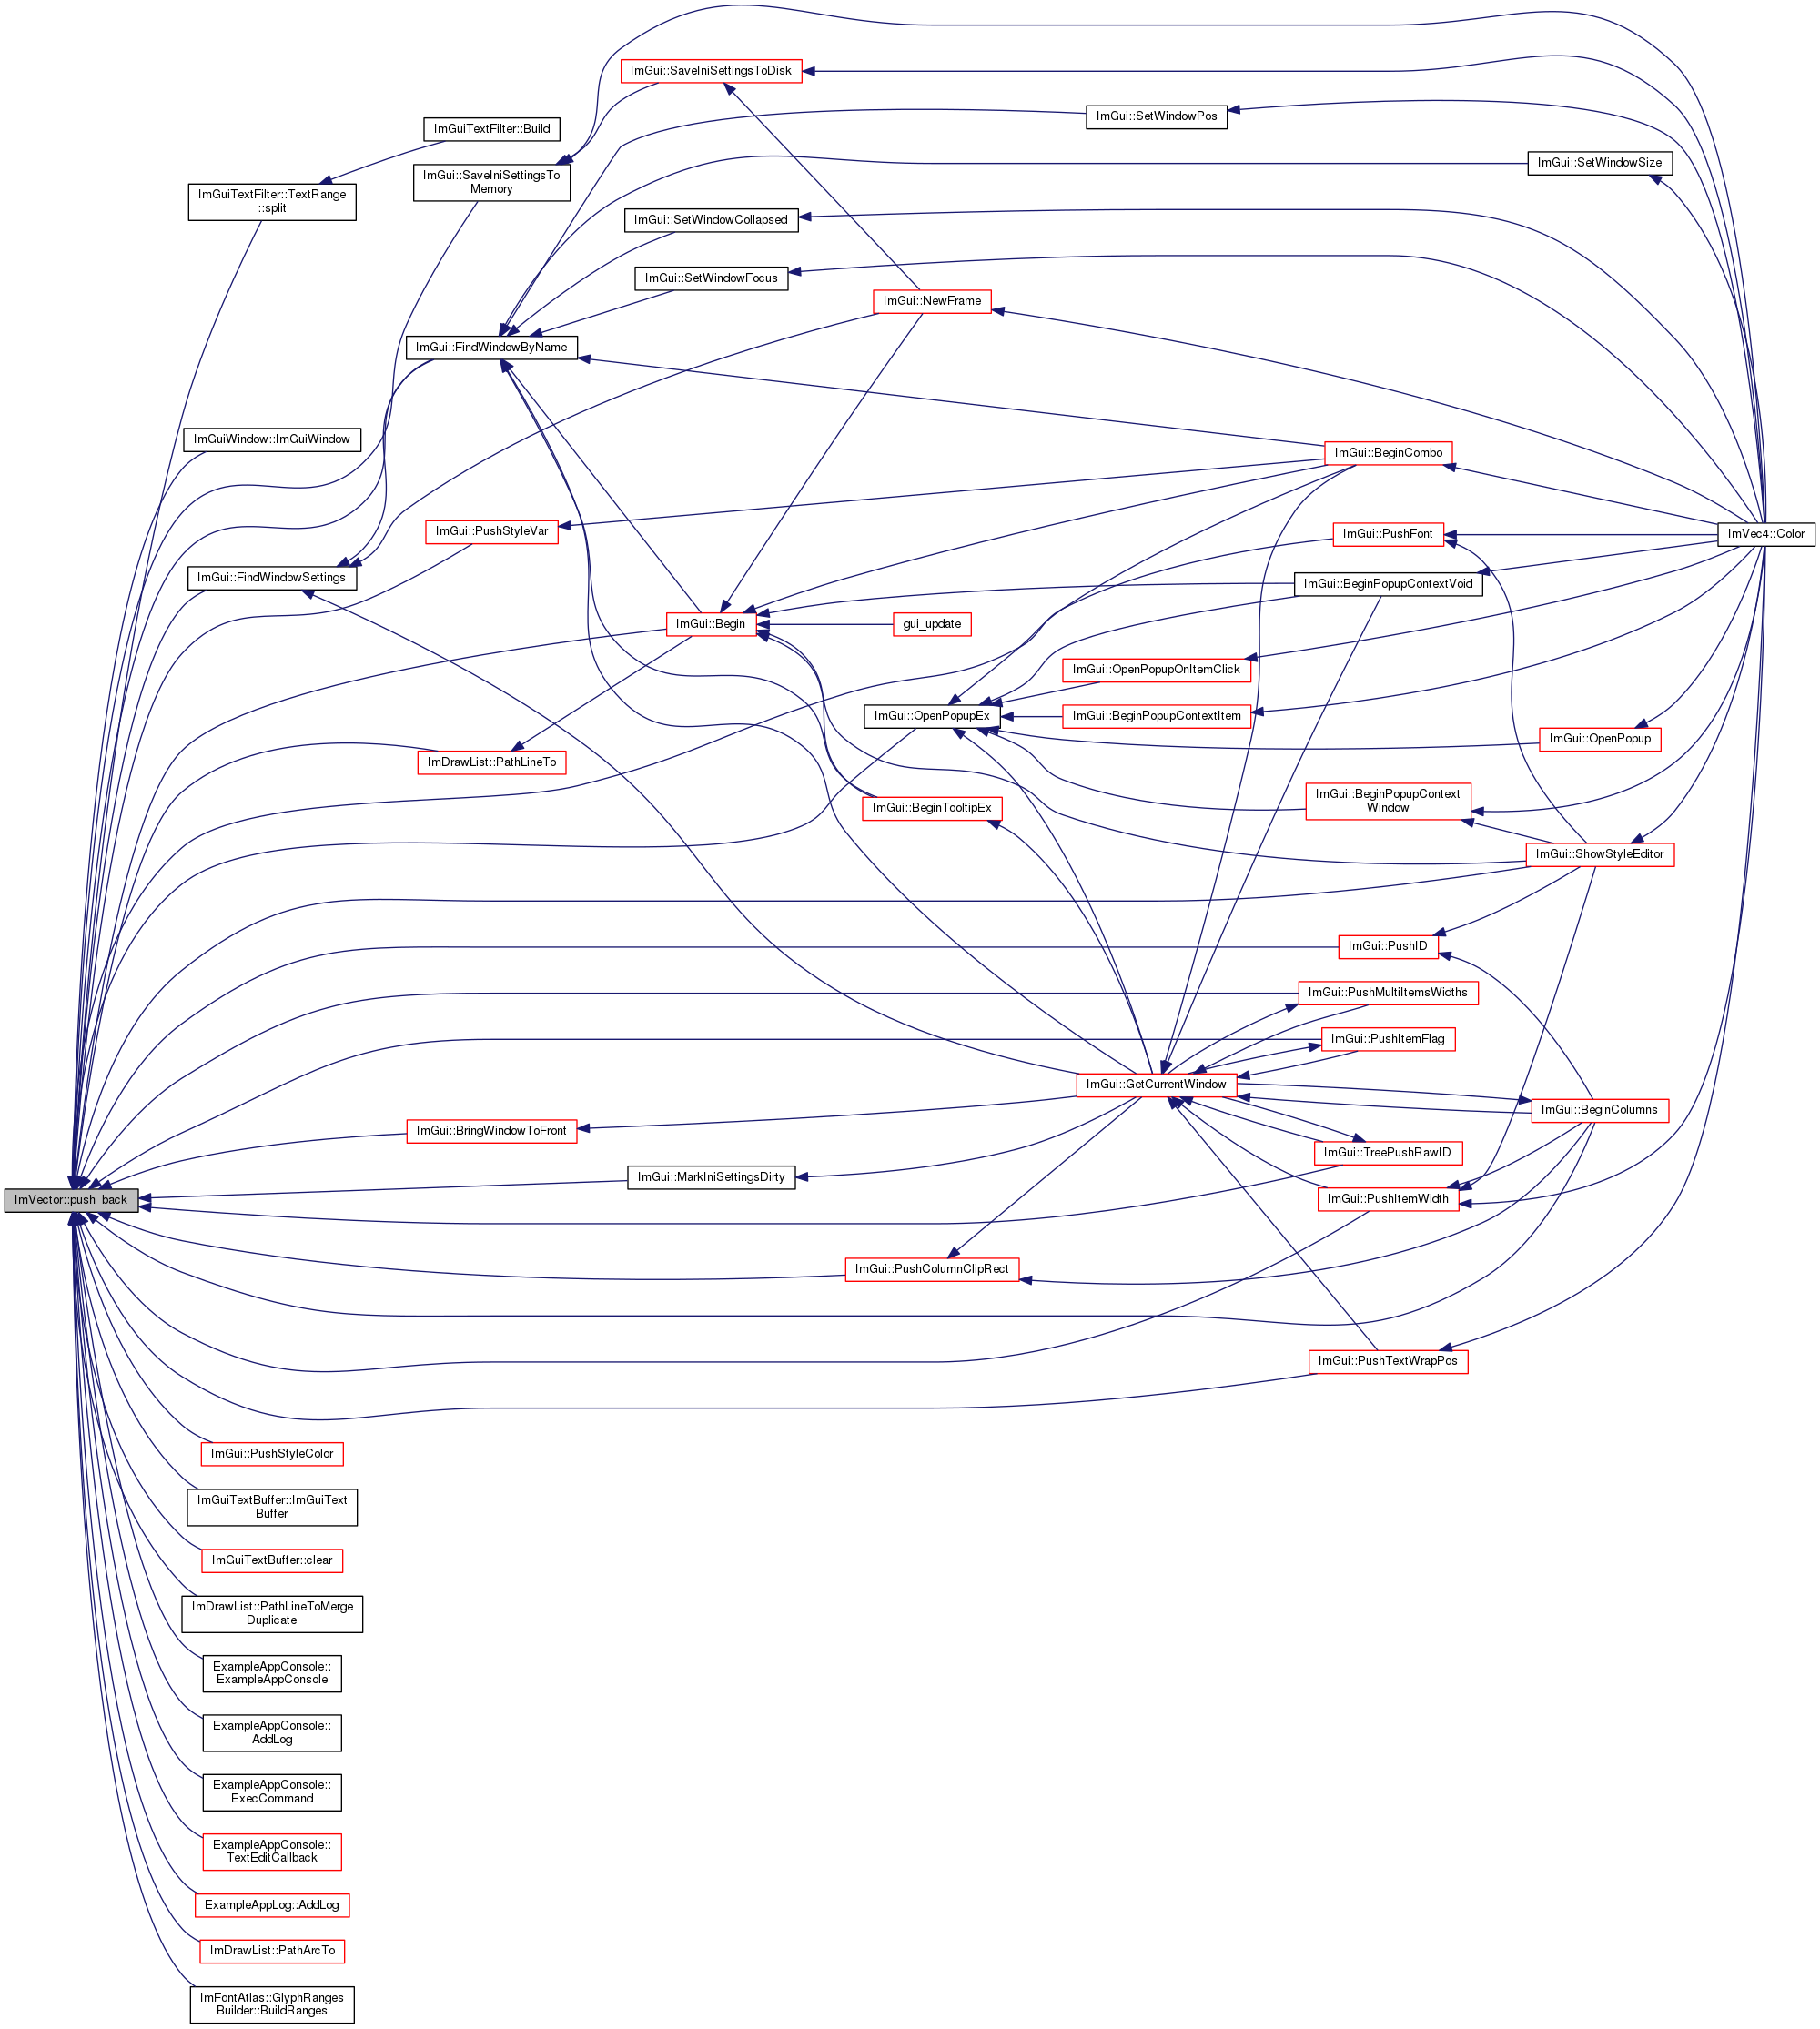 ImGui::SaveIniSettingsToDisk
ImGui::SetWindowPos
ImGuiTextFilter::Build
ImGui::SetWindowSize
ImGui::SaveIniSettingsTo
Memory
ImGuiTextFilter::TextRange
::split
ImGui::SetWindowCollapsed
ImGui::SetWindowFocus
ImGui::NewFrame
ImGui::FindWindowByName
ImGuiWindow::ImGuiWindow
ImGui::BeginCombo
ImGui::PushStyleVar
ImGui::PushFont
ImVec4::Color
ImGui::FindWindowSettings
ImGui::BeginPopupContextVoid
ImGui::Begin
gui_update
ImGui::OpenPopupOnItemClick
ImGui::OpenPopupEx
ImGui::BeginPopupContextItem
ImGui::OpenPopup
ImDrawList::PathLineTo
ImGui::BeginPopupContext
Window
ImGui::BeginTooltipEx
ImGui::ShowStyleEditor
ImGui::PushID
ImGui::PushMultiItemsWidths
ImGui::PushItemFlag
ImGui::GetCurrentWindow
ImGui::BeginColumns
ImGui::BringWindowToFront
ImGui::TreePushRawID
ImGui::MarkIniSettingsDirty
ImVector::push_back
ImGui::PushItemWidth
ImGui::PushColumnClipRect
ImGui::PushTextWrapPos
ImGui::PushStyleColor
ImGuiTextBuffer::ImGuiText
Buffer
ImGuiTextBuffer::clear
ImDrawList::PathLineToMerge
Duplicate
ExampleAppConsole::
ExampleAppConsole
ExampleAppConsole::
AddLog
ExampleAppConsole::
ExecCommand
ExampleAppConsole::
TextEditCallback
ExampleAppLog::AddLog
ImDrawList::PathArcTo
ImFontAtlas::GlyphRanges
Builder::BuildRanges